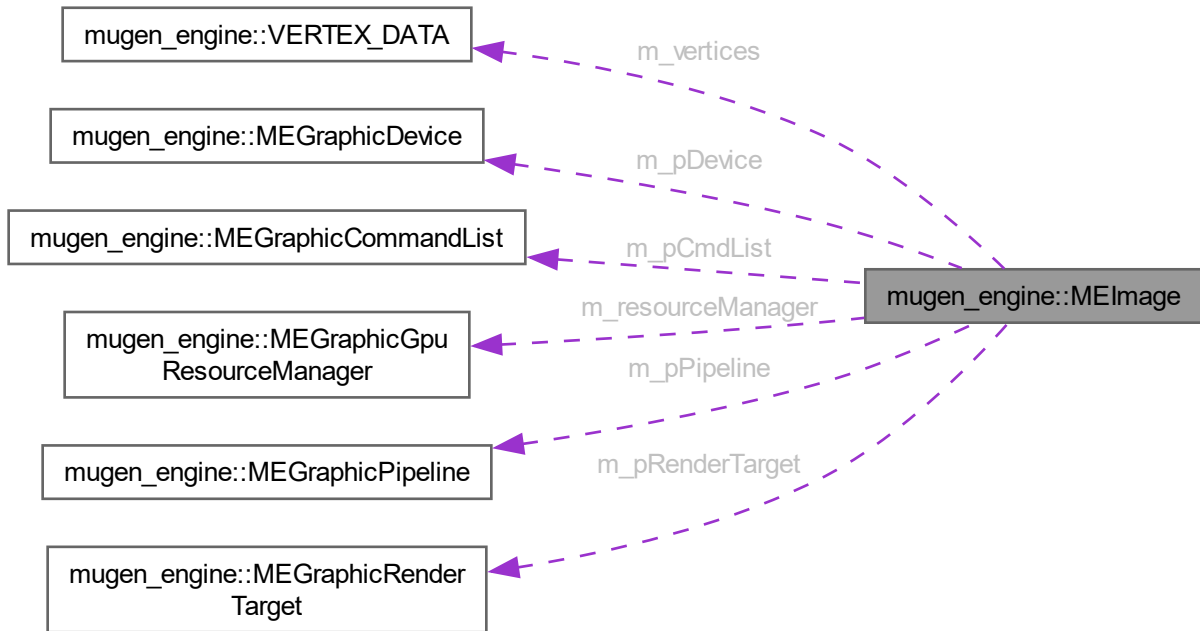 mugen_engine::VERTEX_DATA
m_vertices
mugen_engine::MEGraphicDevice
m_pDevice
mugen_engine::MEGraphicCommandList
m_pCmdList
mugen_engine::MEImage
m_resourceManager
mugen_engine::MEGraphicGpu
ResourceManager
m_pPipeline
mugen_engine::MEGraphicPipeline
m_pRenderTarget
mugen_engine::MEGraphicRender
Target